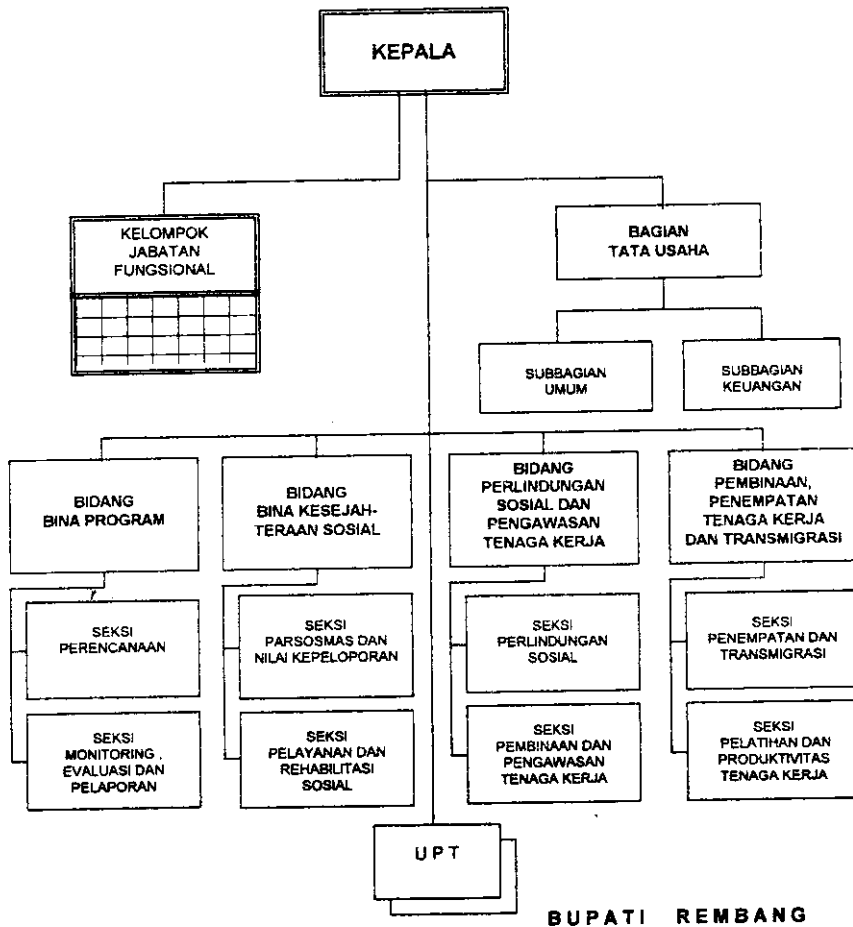 KEPALA
KELOMPOK
JABATAN
FUNGSIONAL
BAGIAN
TATA USAHA
SUBBAGIAN
UMUM
SUBBAGIAN
KEUANGAN
BIDANG
BINA PROGRAM
BIDANG
BINA KESEJAH-
TERAAN SOSIAL
BIDANG
PERLINDUNGAN
SOSIAL DAN
PENGAWASAN
TENAGA KERJA
BIDANG
PEMBINAAN,
PENEMPATAN
TENAGA KERJA
DAN TRANSMIGRASI
SEKSI
PERENCANAAN
SEKSI
PARSOSMAS DAN
NILAI KEPELOPORAN
SEKSI
PERLINDUNGAN
SOSIAL
SEKSI
PENEMPATAN DAN
TRANSMIGRASI
SEKSI
MONITORING ,
EVALUASI DAN
PELAPORAN
SEKSI
PELAYANAN DAN
REHABILITASI
SOSIAL
SEKSI
PEMBINAAN DAN
PENGAWASAN
TENAGA KERJA
SEKSI
PELATIHAN DAN
PRODUKTIVITAS
TENAGA KERJA
U P T
BUPATI REMBANG